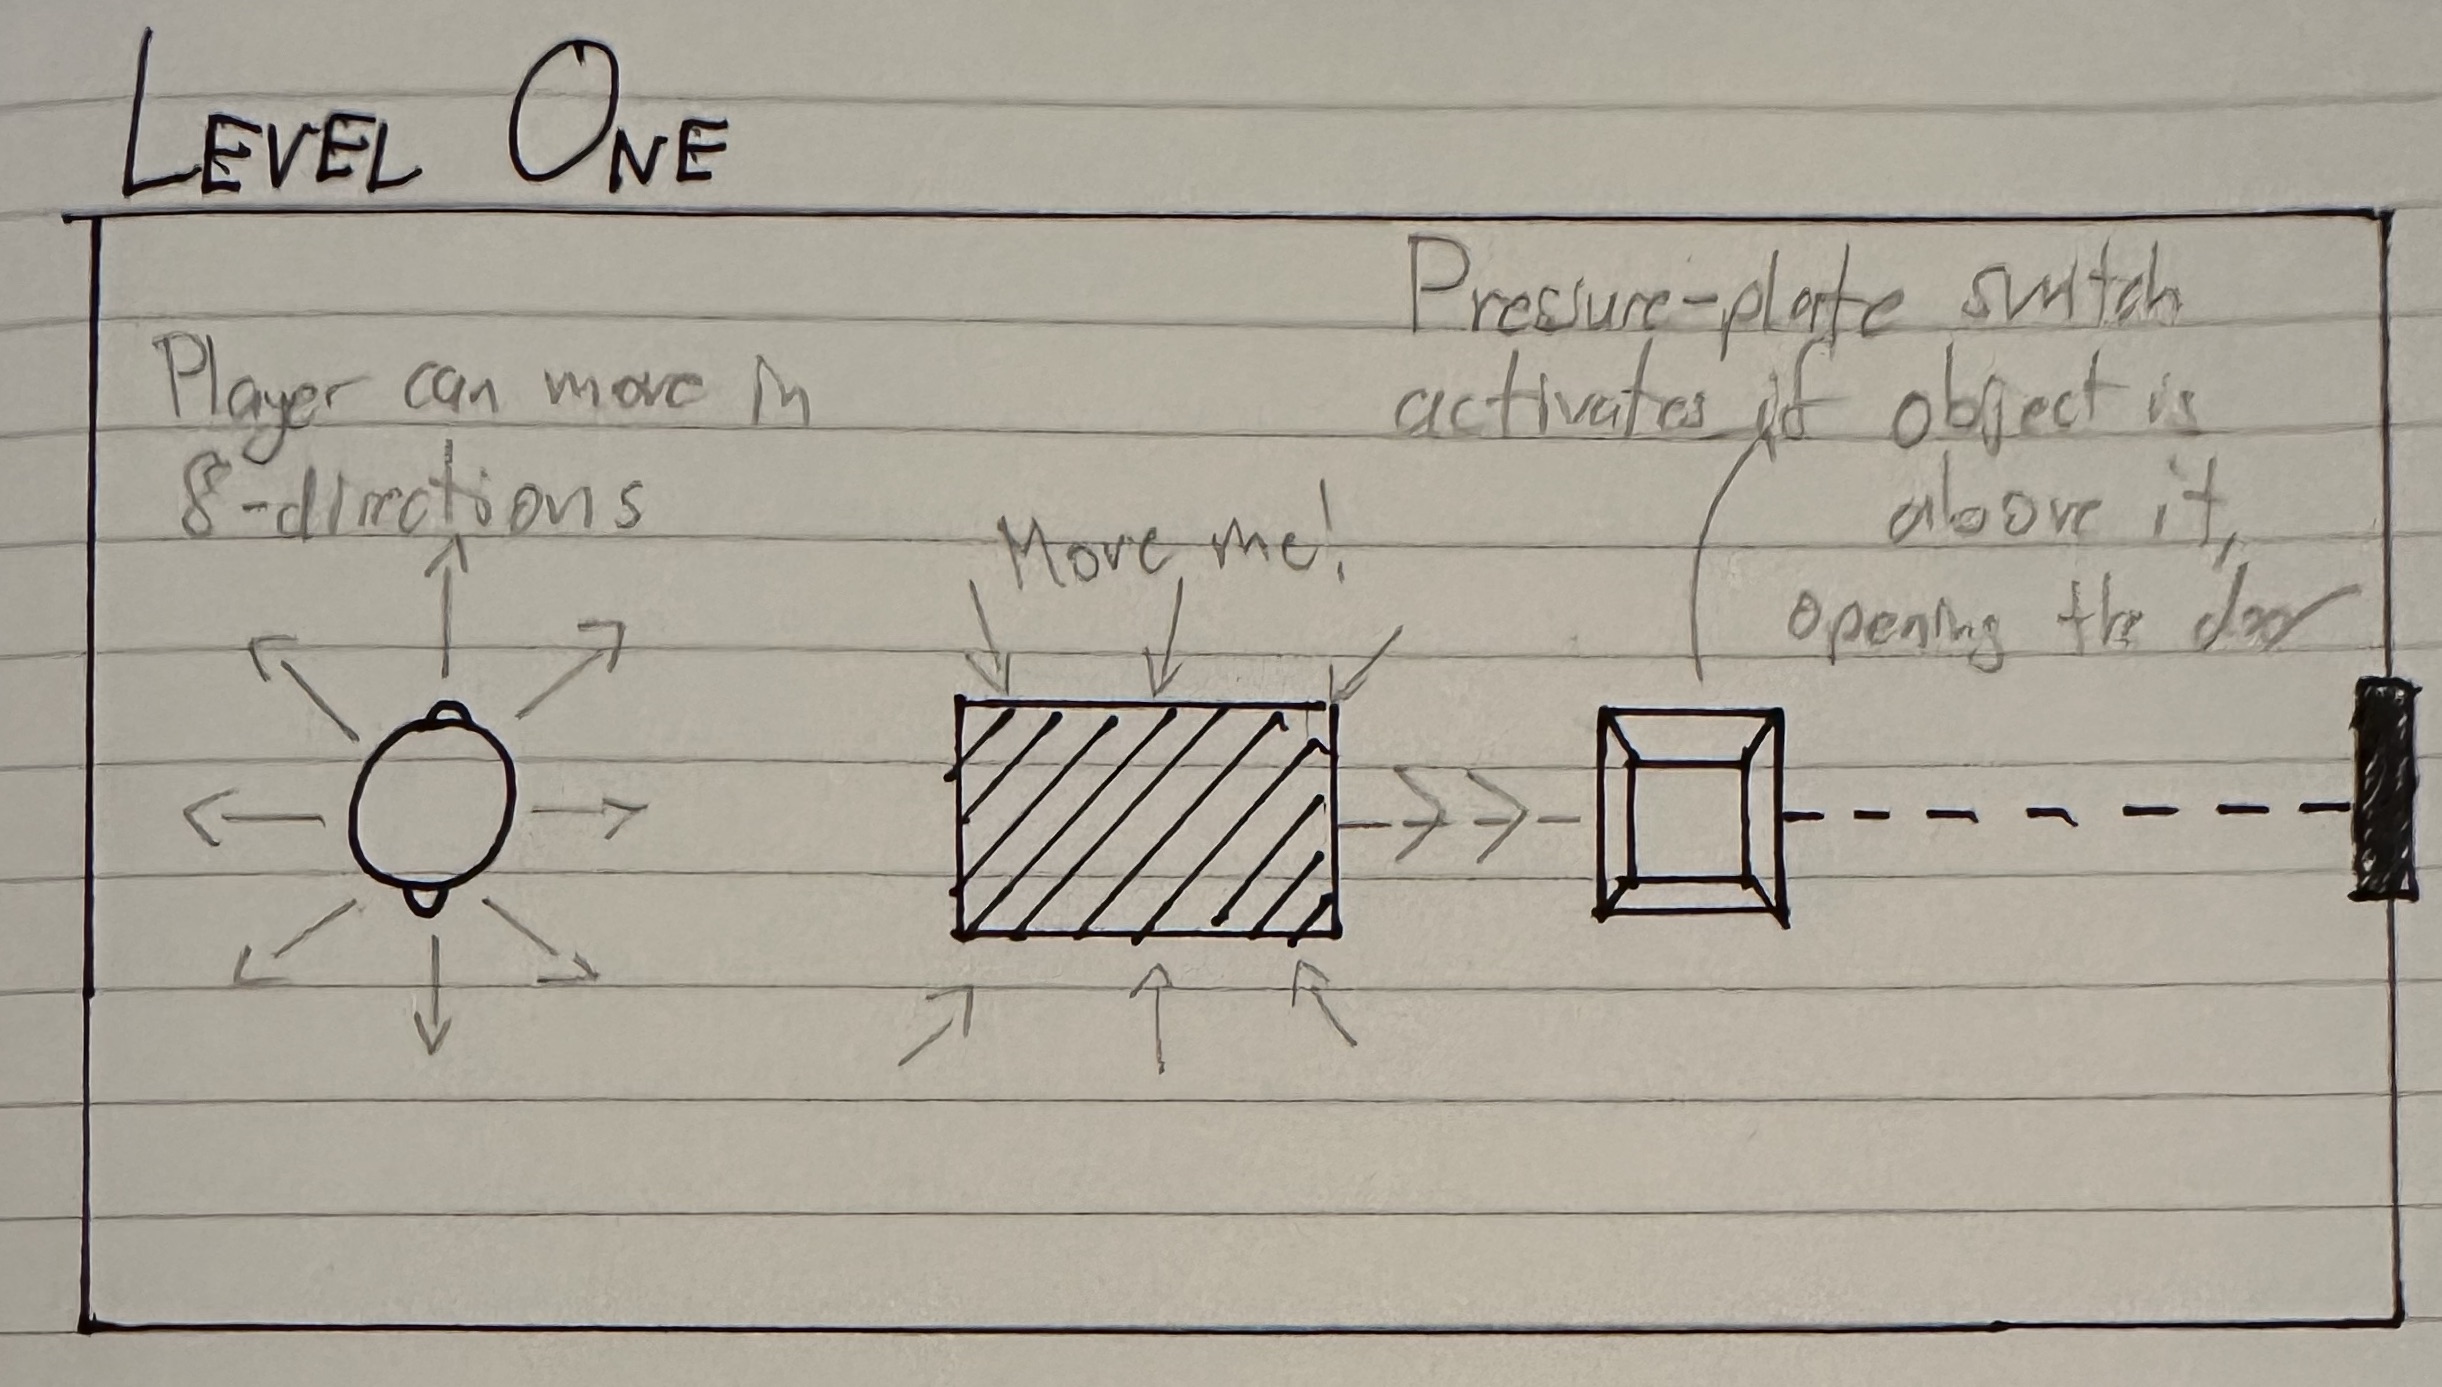 LEVEL ONE
Player can move in
8-directions
Move me!
Pressure-plate switch
activates if object is
above it,
opening the door